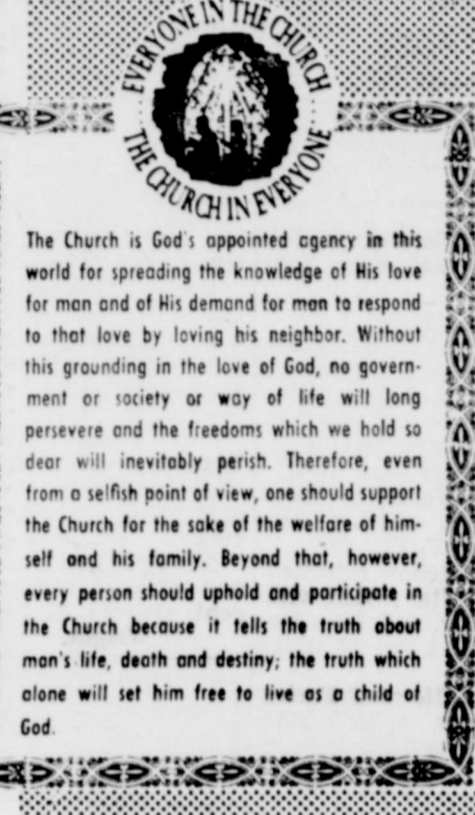 EVERYONE IN THE CHURCH
THE CHURCH IN EVERYONE
The Church is God's appointed agency in this
world for spreading the knowledge of His love
for man and of His demand for man to respond
to that love by loving his neighbor. Without
this grounding in the love of God, no govern-
ment or society or way of life will long
persevere and the freedoms which we hold so
dear will inevitably perish. Therefore, even
from a selfish point of view, one should support
the Church for the sake of the welfare of him-
self and his family. Beyond that, however,
every person should uphold and participate in
the Church because it tells the truth about
man's life, death and destiny; the truth which
alone will set him free to live as a child of
God.